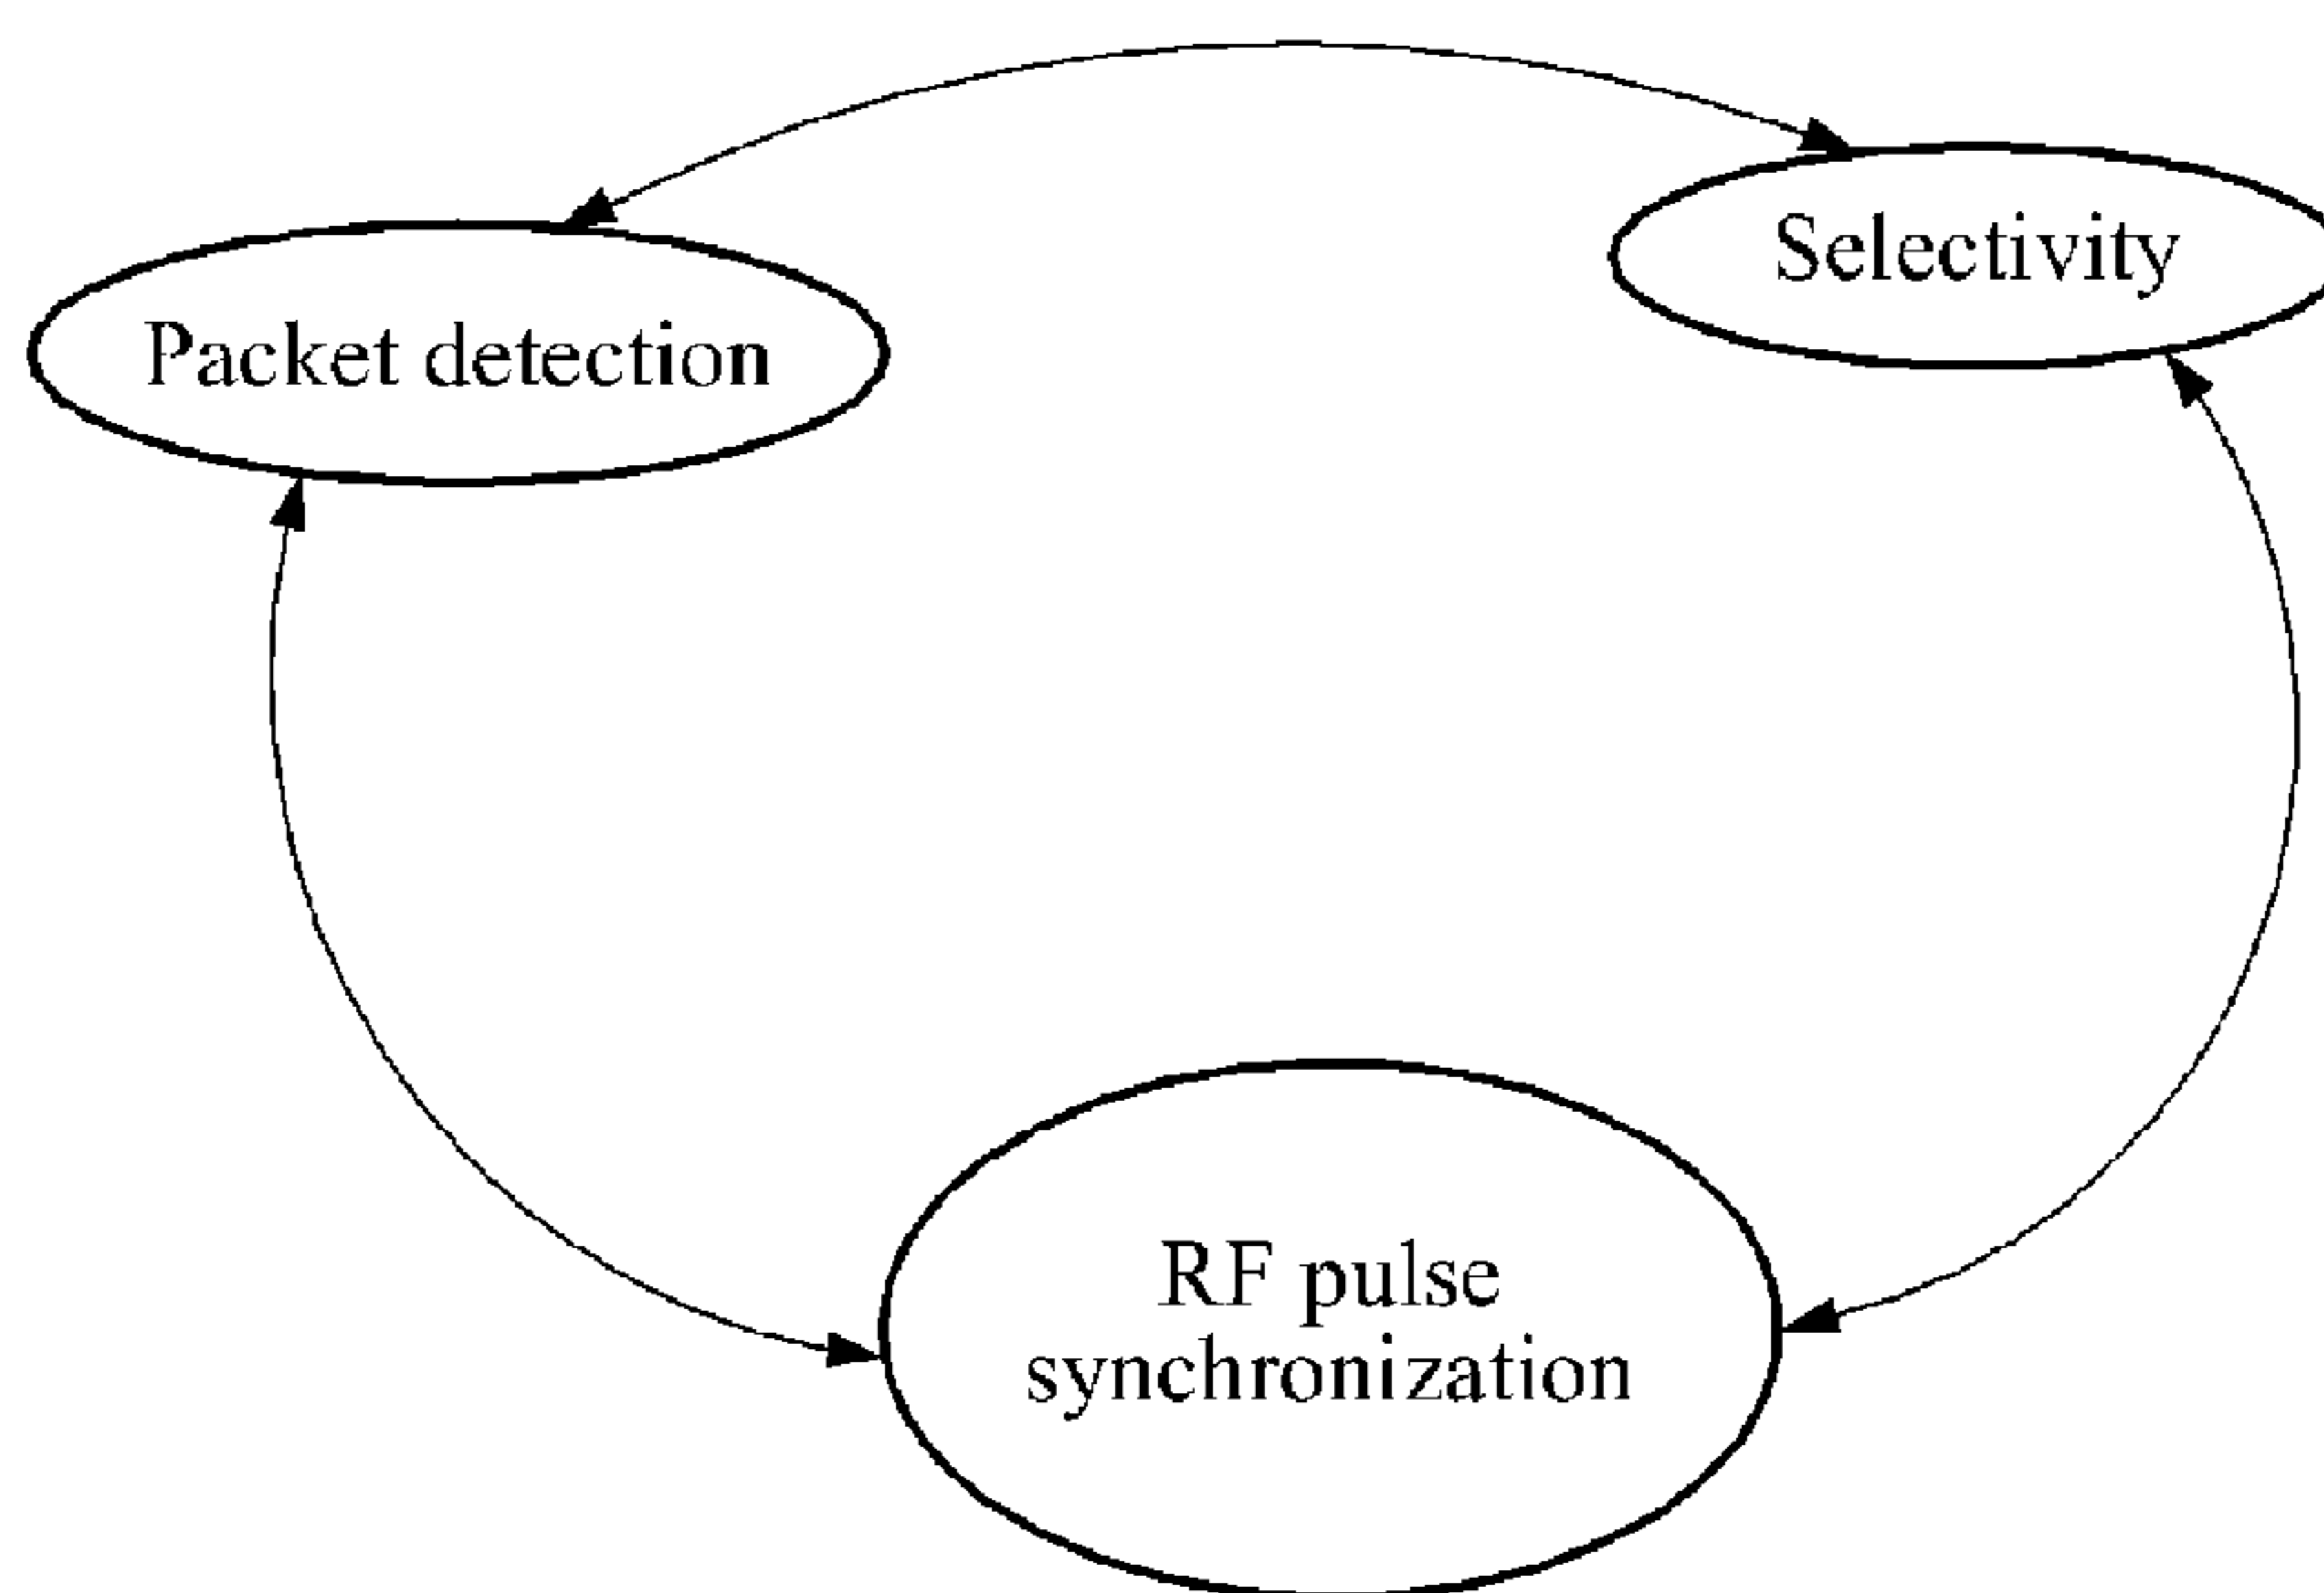 Selectivity
Packet detection
RF pulse
synchronization